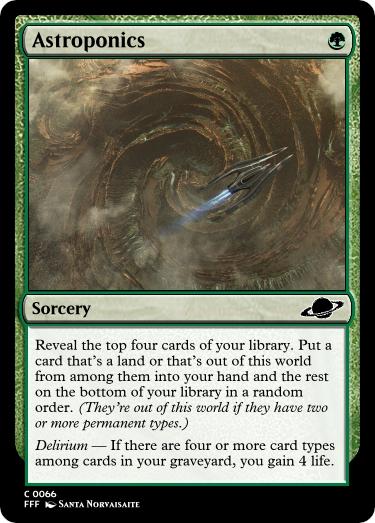 Astroponics
Sorcery
Reveal the top four cards of your library. Put a
card that's a land or that's out of this world
from among them into your hand and the rest
on the bottom of your library in a random
order. (They're out of this world if they have two
or more permanent types.)
Delirium — If there are four or more card types
among cards in your graveyard, you gain 4 life.
C 0066
FFF Santa Norvaisaite